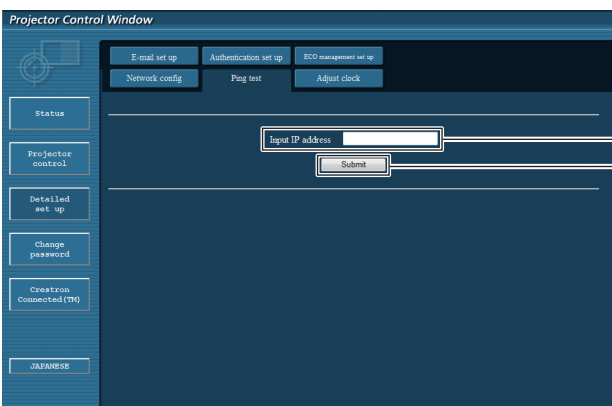 Projector Control Window
E-mail set up
Authentication set up
ECO management set up
Network config
Ping test
Adjust clock
Status
Input IP address
Submit
Projector
control
Detailed
set up
Change
password
Crestron
Connected(TM)
JAPANESE